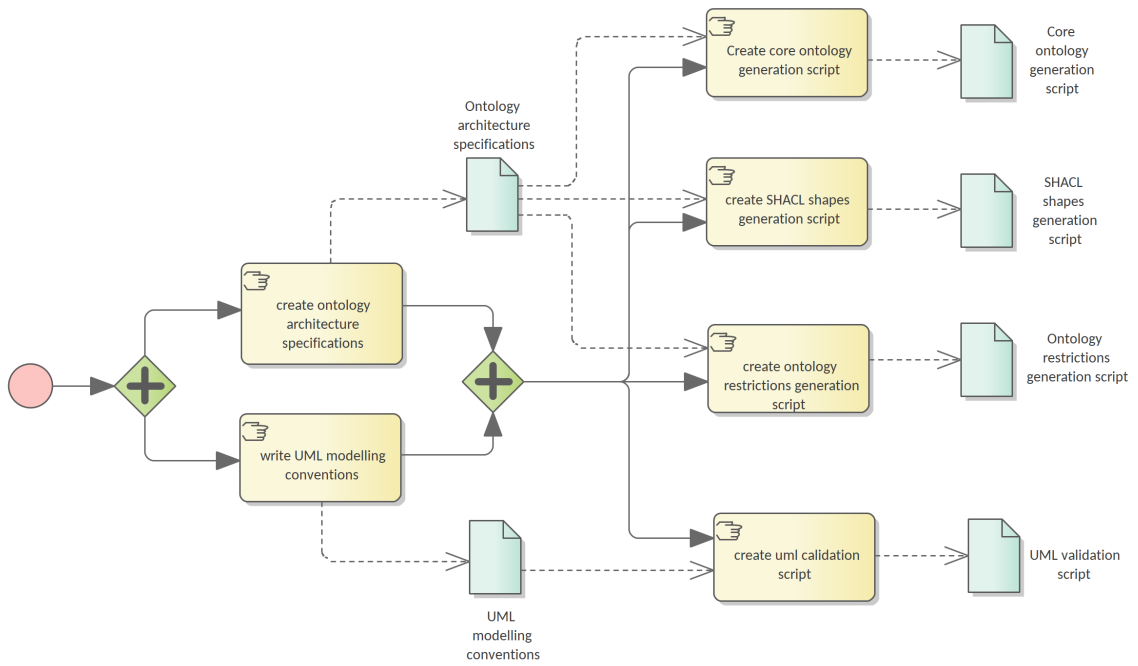 Core
ontology
generation
script
Create core ontology
generation script
Ontology
architecture
specifications
SHACL
shapes
generation
script
create SHACL shapes
generation script
create ontology
architecture
specifications
Ontology
restrictions
generation script
create ontology
restrictions generation
script
write UML modelling
conventions
create uml calidation
script
UML validation
script
UML
modelling
conventions